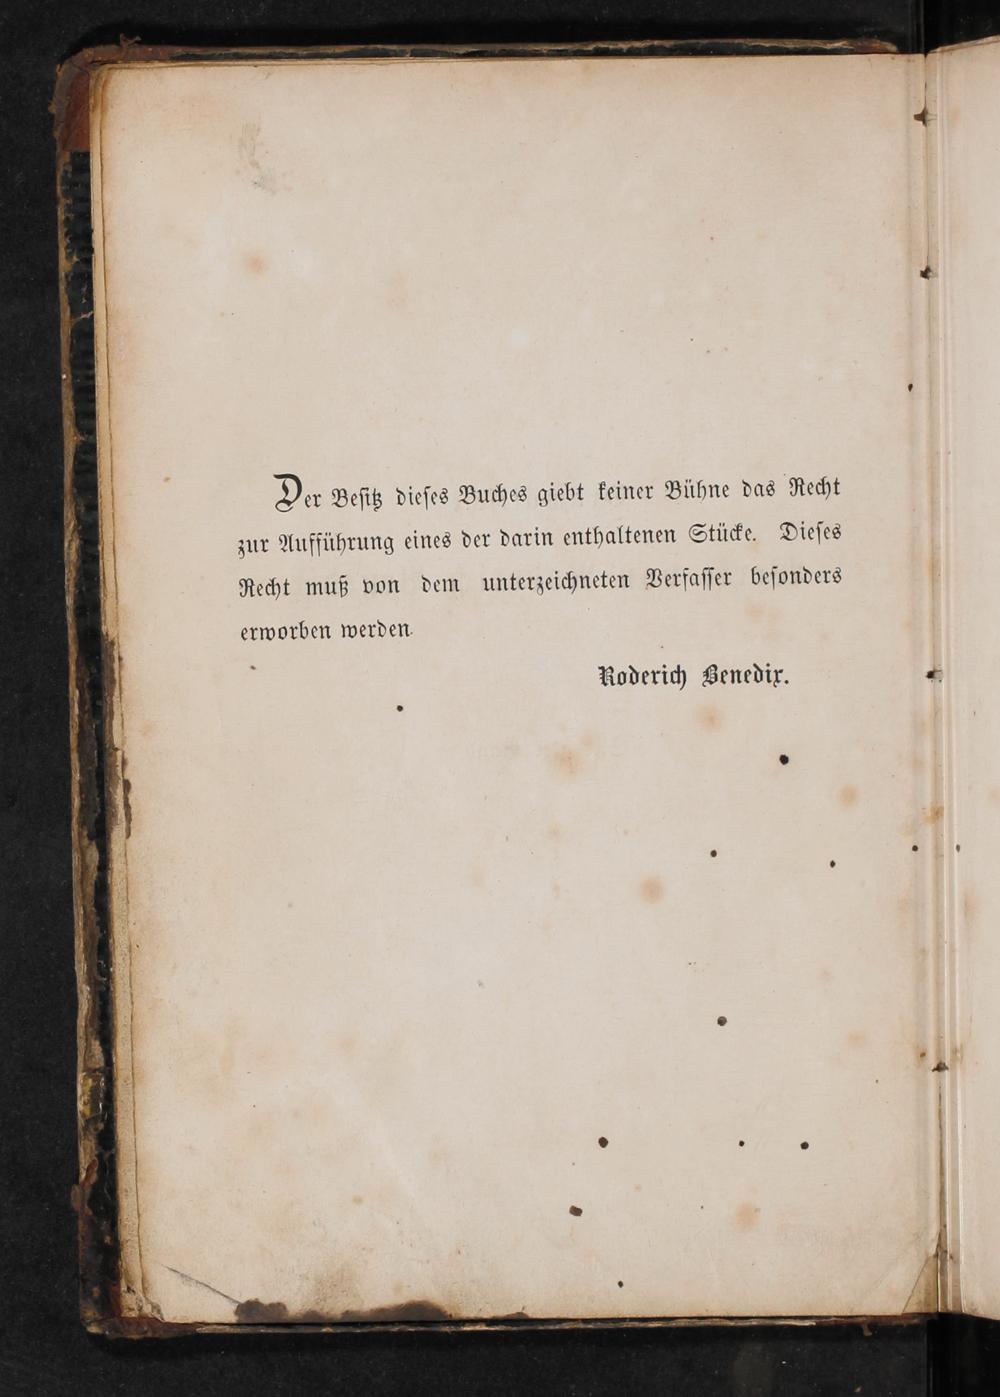 Der Besitz dieses Buches giebt keiner Bühne das Recht
zur Aufführung eines der darin enthaltenen Stücke. Dieses
Recht muß von dem unterzeichneten Verfasser besonders
erworben werden.
Roderich Benedix.